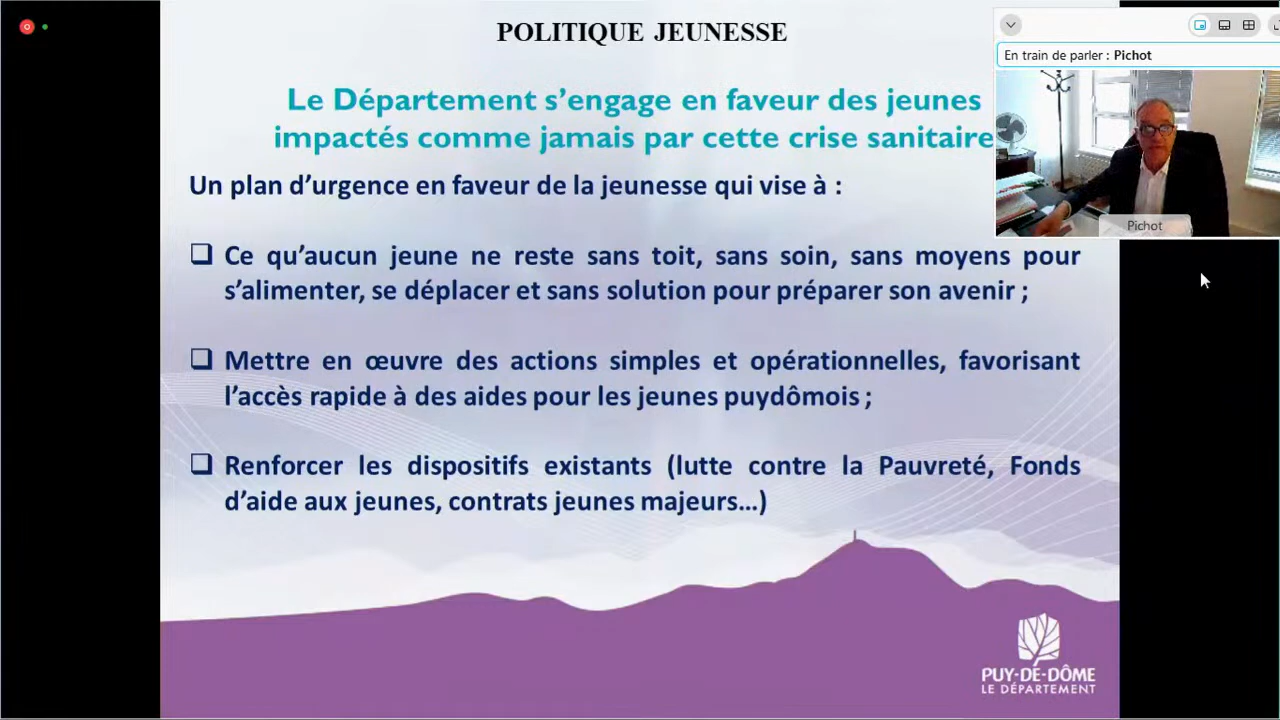 POLITIQUE JEUNESSE
En train de parler : Pichot
Le Département s’engage en faveur des jeunes
impactés comme jamais par cette crise sanitaire
Un plan d’urgence en faveur de la jeunesse qui vise à :
Pichot
Ce qu’aucun jeune ne reste sans toit, sans soin, sans moyens pour
s’alimenter, se déplacer et sans solution pour préparer son avenir ;
Mettre en œuvre des actions simples et opérationnelles, favorisant
l’accès rapide à des aides pour les jeunes puydômois ;
Renforcer les dispositifs existants (lutte contre la Pauvreté, Fonds
d’aide aux jeunes, contrats jeunes majeurs…)
PUY-DE-DÔME
LE DÉPARTEMENT